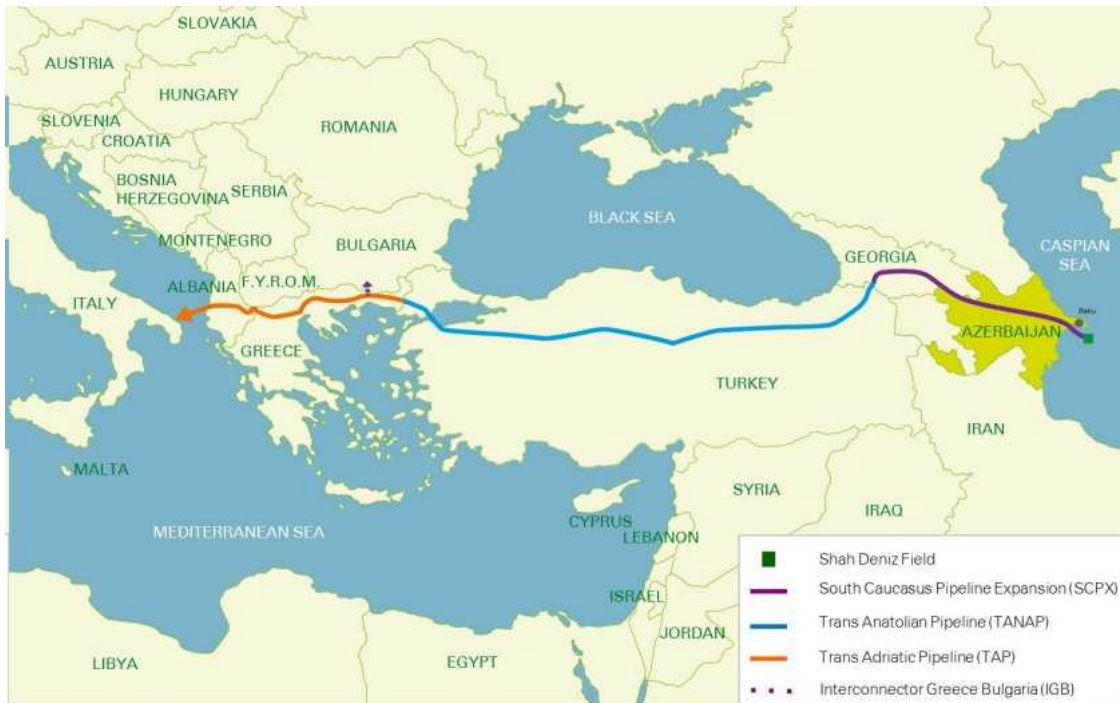 SLOVAKIA
AUSTRIA
HUNGARY
SLOVENIA
CROATIA
ROMANIA
BOSNIA
HERZEGOVINA
SERBIA
BLACK SEA
MONTENEGRO
BULGARIA
GEORGIA
CASPIAN
SEA
ALBANIA
F.Y.R.O.M.
ITALY
Baku
AZERBAIJAN
GREECE
TURKEY
IRAN
MALTA
SYRIA
IRAQ
CYPRUS
LEBANON
MEDITERRANEAN SEA
ISRAEL
JORDAN
LIBYA
EGYPT
Shah Deniz Field
South Caucasus Pipeline Expansion (SCPX)
Trans Anatolian Pipeline (TANAP)
Trans Adriatic Pipeline (TAP)
Interconnector Greece Bulgaria (IGB)